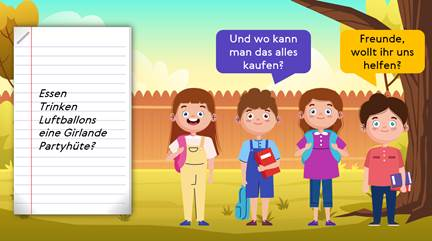 Essen
Trinken
Luftballons
eine Girlande
Partyhüte?
Und wo kann
man das alles
kaufen?
Freunde,
wollt ihr uns
helfen?